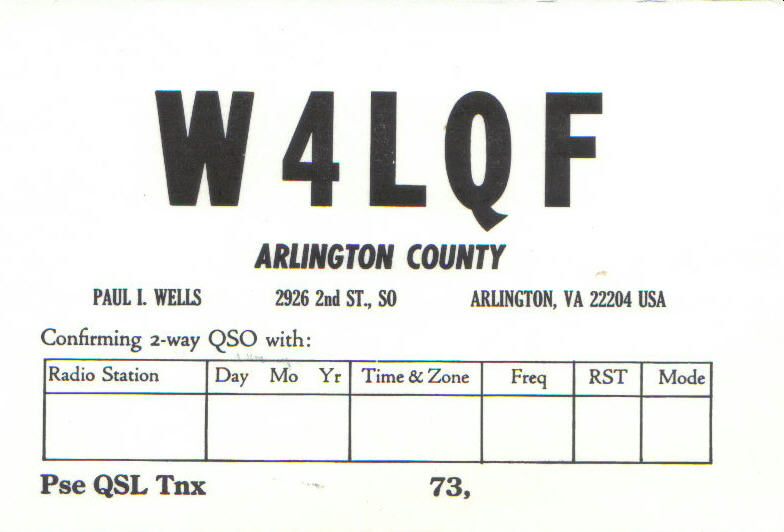 W4LQF
ARLINGTON COUNTY
PAUL I. WELLS 2926 2nd ST., SO ARLINGTON, VA 22204 USA
Confirming 2-way QSO with:
Radio Station Day Mo Yr Time & Zone Freq RST Mode
Pse QSL Tnx 73,